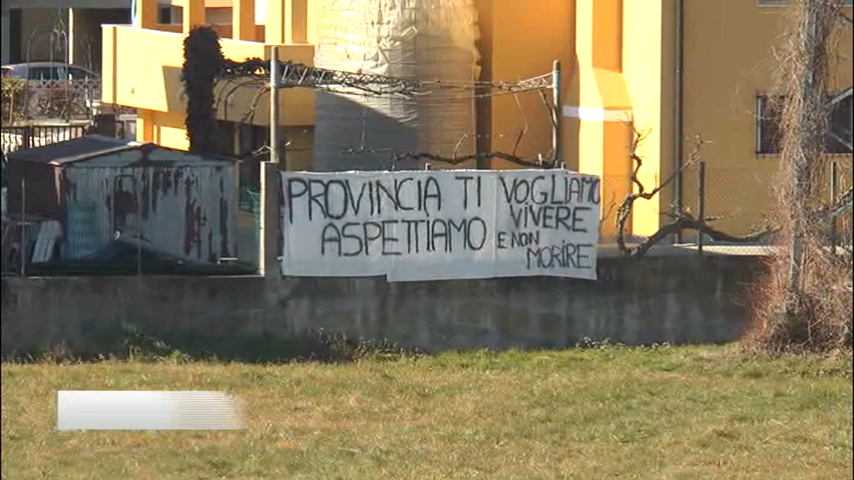 PROVINCIA TI VOGLIAMO
ASPETTIAMO VIVERE
E NON
MORIRE